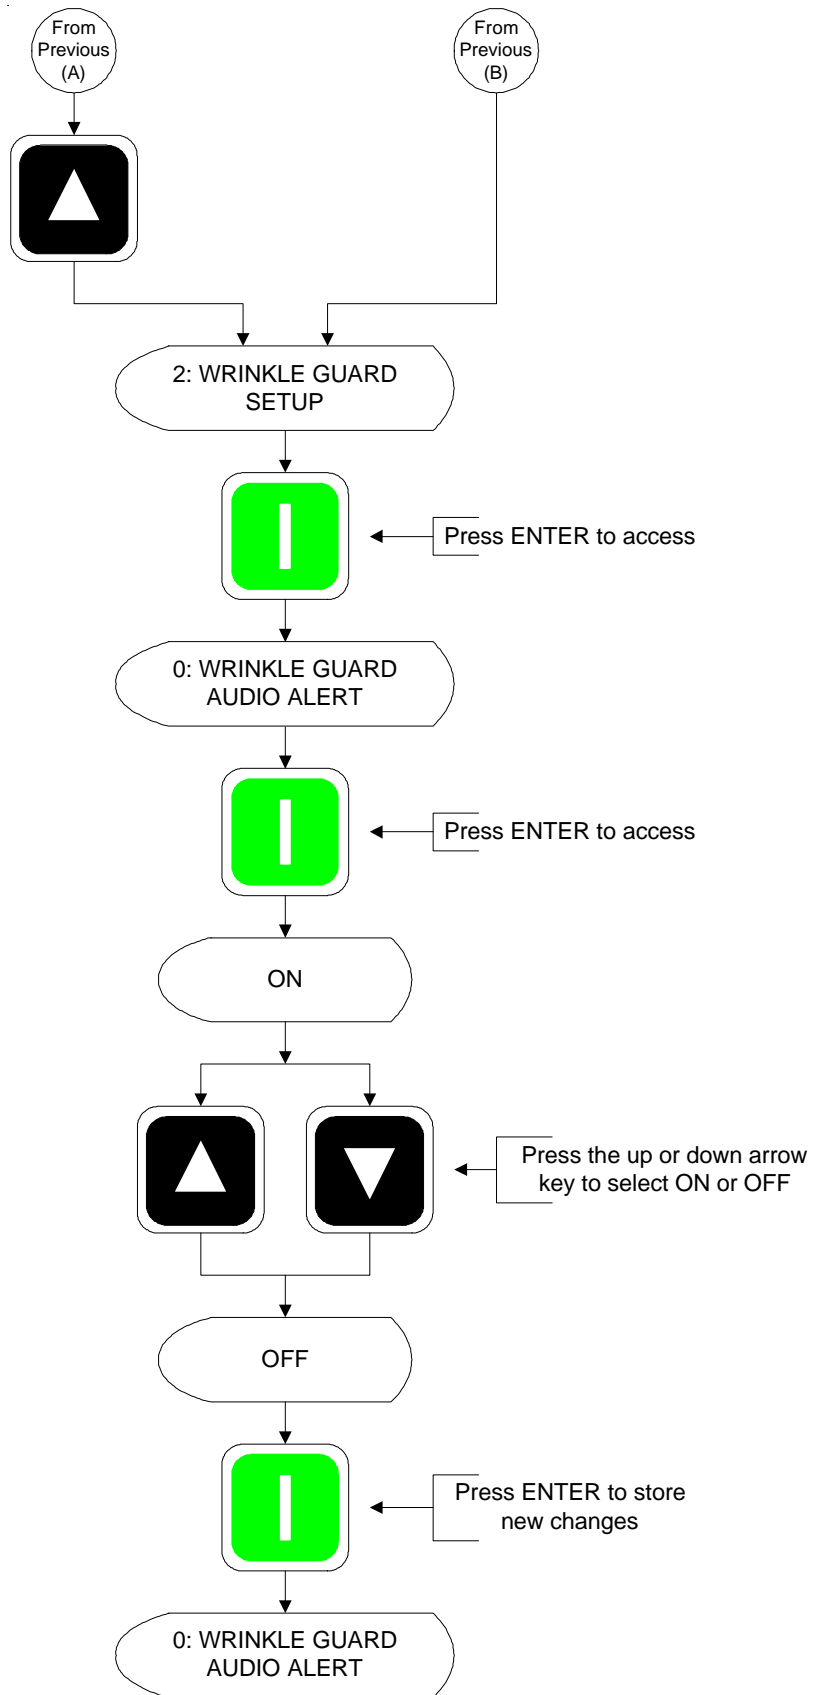 From
Previous
(A)
From
Previous
(B)
2: WRINKLE GUARD
SETUP
Press ENTER to access
0: WRINKLE GUARD
AUDIO ALERT
Press ENTER to access
ON
Press the up or down arrow
key to select ON or OFF
OFF
Press ENTER to store
new changes
0: WRINKLE GUARD
AUDIO ALERT